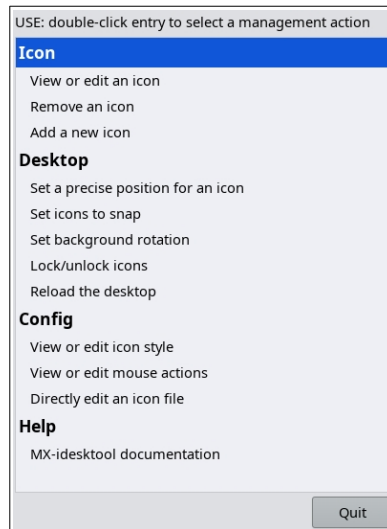 USE: double-click entry to select a management action
Icon
View or edit an icon
Remove an icon
Add a new icon
Desktop
Set a precise position for an icon
Set icons to snap
Set background rotation
Lock/unlock icons
Reload the desktop
Config
View or edit icon style
View or edit mouse actions
Directly edit an icon file
Help
MX-idesktool documentation
Quit